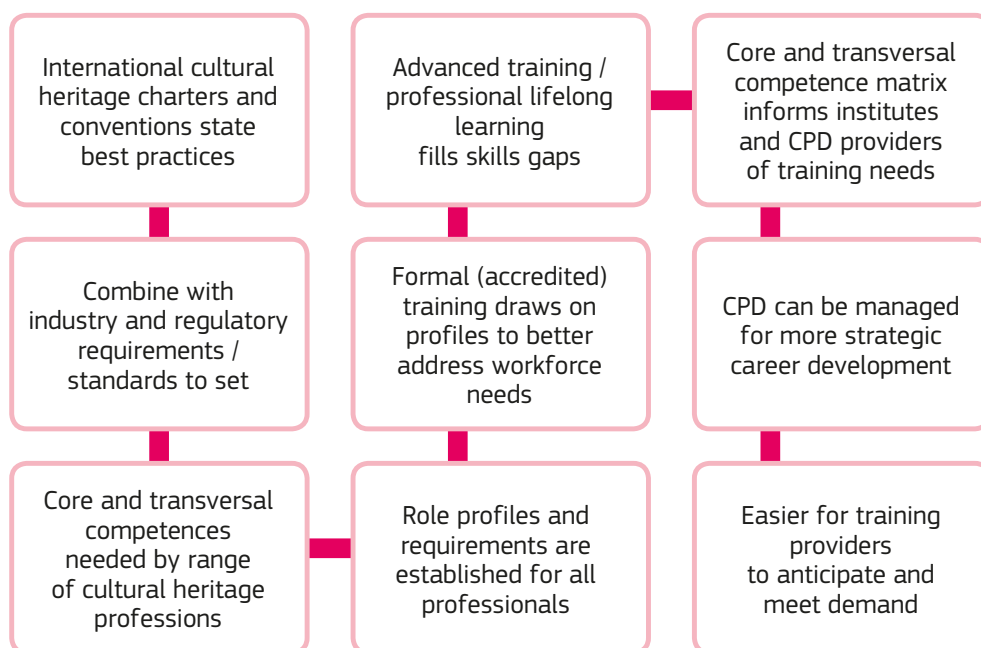 International cultural
heritage charters and
conventions state
best practices
Combine with
industry and regulatory
requirements /
standards to set
Core and transversal
competences
needed by range
of cultural heritage
professions
Role profiles and
requirements are
established for all
professionals
Formal (accredited)
training draws on
profiles to better
address workforce
needs
Advanced training /
professional lifelong
learning
fills skills gaps
Core and transversal
competence matrix
informs institutes
and CPD providers
of training needs
CPD can be managed
for more strategic
career development
Easier for training
providers
to anticipate and
meet demand